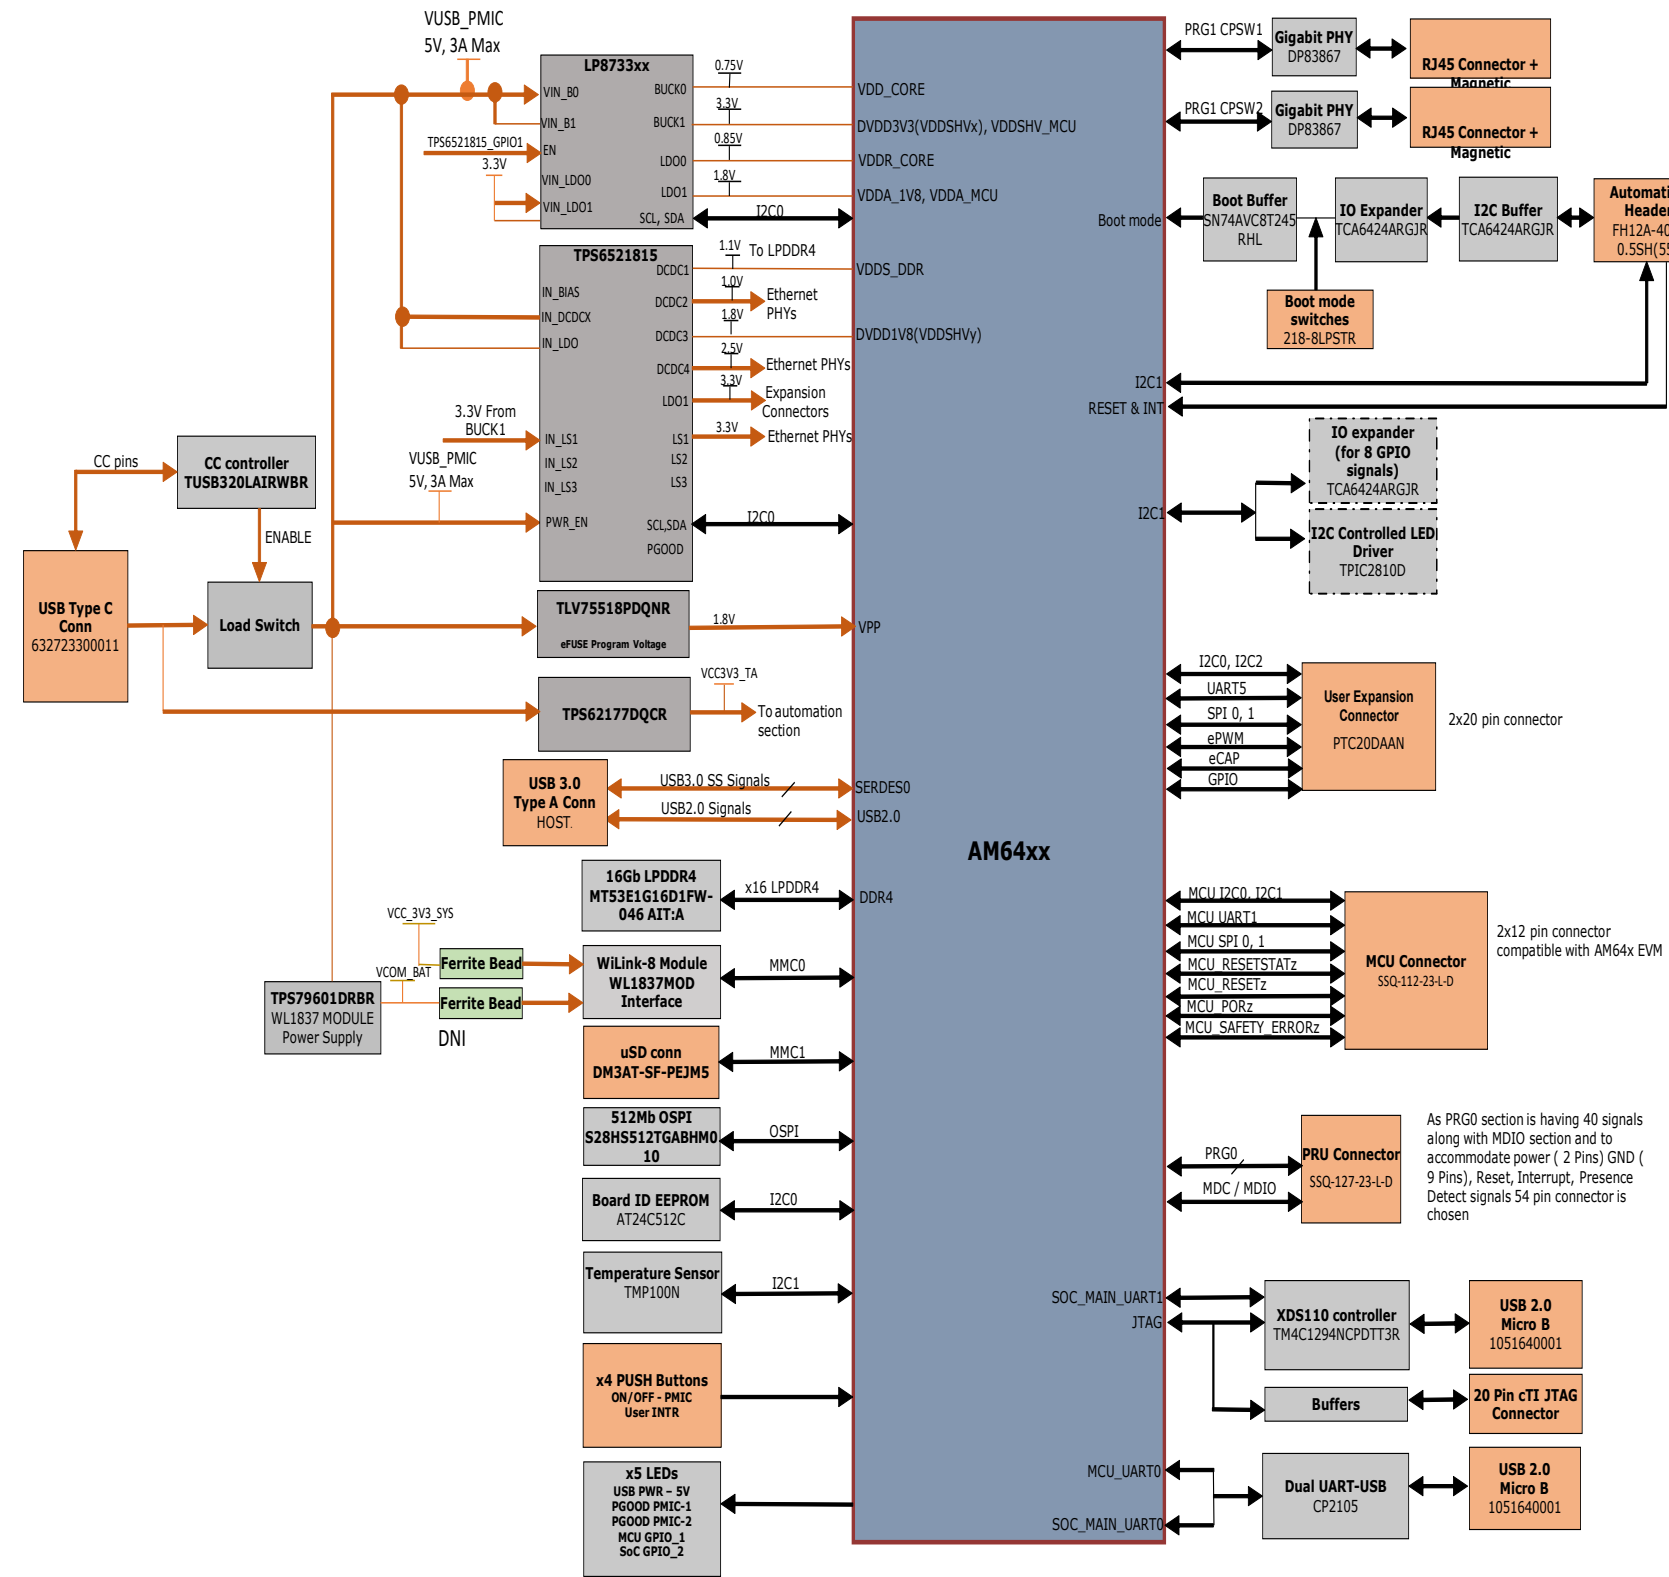 VUSB_PMIC
5V, 3A Max
LP8733xx
VIN_B0
VIN_B1
EN
VIN_LDO0
VIN_LDO1
BUCK0
BUCK1
LDO0
LDO1
SCL, SDA
TPS6521815_GPIO1
3.3V
0.75V
3.3V
0.85V
1.8V
I2C0
VDD_CORE
DVDD3V3(VDDSHVx), VDDSHV_MCU
VDDR_CORE
VDDA_1V8, VDDA_MCU
TPS6521815
IN_BIAS
IN_DCDCX
IN_LDO
IN_LS1
IN_LS2
IN_LS3
PWR_EN
DCDC1
DCDC2
DCDC3
DCDC4
LDO1
LS1
LS2
LS3
SCL,SDA
PGOOD
1.1V
To LPDDR4
1.0V
Ethernet
PHYs
1.8V
2.5V
Ethernet PHYs
3.3V
Expansion
Connectors
3.3V
Ethernet PHYs
I2C0
VDDS_DDR
DVDD1V8(VDDSHVy)
3.3V From
BUCK1
VUSB_PMIC
5V, 3A Max
CC pins
CC controller
TUSB320LAIRWBR
ENABLE
USB Type C
Conn
632723300011
Load Switch
TLV75518PDQNR
eFUSE Program Voltage
1.8V
VPP
TPS62177DQCR
VCC3V3_TA
To automation
section
USB 3.0
Type A Conn
HOST.
USB3.0 SS Signals
USB2.0 Signals
SERDES0
USB2.0
AM64xx
16Gb LPDDR4
MT53E1G16D1FW-
046 AIT:A
x16 LPDDR4
DDR4
VCC_3V3_SYS
VCOM_BAT
Ferrite Bead
Ferrite Bead
DNI
TPS79601DRBR
WL1837 MODULE
Power Supply
WiLink-8 Module
WL1837MOD
Interface
MMC0
uSD conn
DM3AT-SF-PEJM5
MMC1
512Mb OSPI
S28HS512TGABHM0
10
OSPI
Board ID EEPROM
AT24C512C
I2C0
Temperature Sensor
TMP100N
I2C1
x4 PUSH Buttons
ON/OFF - PMIC
User INTR
x5 LEDs
USB PWR – 5V
PGOOD PMIC-1
PGOOD PMIC-2
MCU GPIO_1
SoC GPIO_2
PRG1 CPSW1
Gigabit PHY
DP83867
RJ45 Connector +
Magnetic
PRG1 CPSW2
Gigabit PHY
DP83867
RJ45 Connector +
Magnetic
Boot mode
Boot Buffer
SN74AVC8T245
RHL
IO Expander
TCA6424ARGJR
I2C Buffer
TCA6424ARGJR
Automati
Heade
FH12A-40
0.5SH(55
Boot mode
switches
218-8LPSTR
I2C1
RESET & INT
IO expander
(for 8 GPIO
signals)
TCA6424ARGJR
I2C1
I2C Controlled LED
Driver
TPIC2810D
I2C0, I2C2
UART5
SPI 0, 1
ePWM
eCAP
GPIO
User Expansion
Connector
PTC20DAAN
2x20 pin connector
MCU I2C0, I2C1
MCU UART1
MCU SPI 0, 1
MCU_RESETSTATz
MCU_RESETz
MCU_PORz
MCU_SAFETY_ERRORz
MCU Connector
SSQ-112-23-L-D
2x12 pin connector
compatible with AM64x EVM
PRG0
MDC / MDIO
PRU Connector
SSQ-127-23-L-D
As PRG0 section is having 40 signals
along with MDIO section and to
accommodate power ( 2 Pins) GND (
9 Pins), Reset, Interrupt, Presence
Detect signals 54 pin connector is
chosen
SOC_MAIN_UART1
JTAG
XDS110 controller
TM4C1294NCPDTT3R
USB 2.0
Micro B
1051640001
Buffers
20 Pin cTI JTAG
Connector
MCU_UART0
SOC_MAIN_UART0
Dual UART-USB
CP2105
USB 2.0
Micro B
1051640001